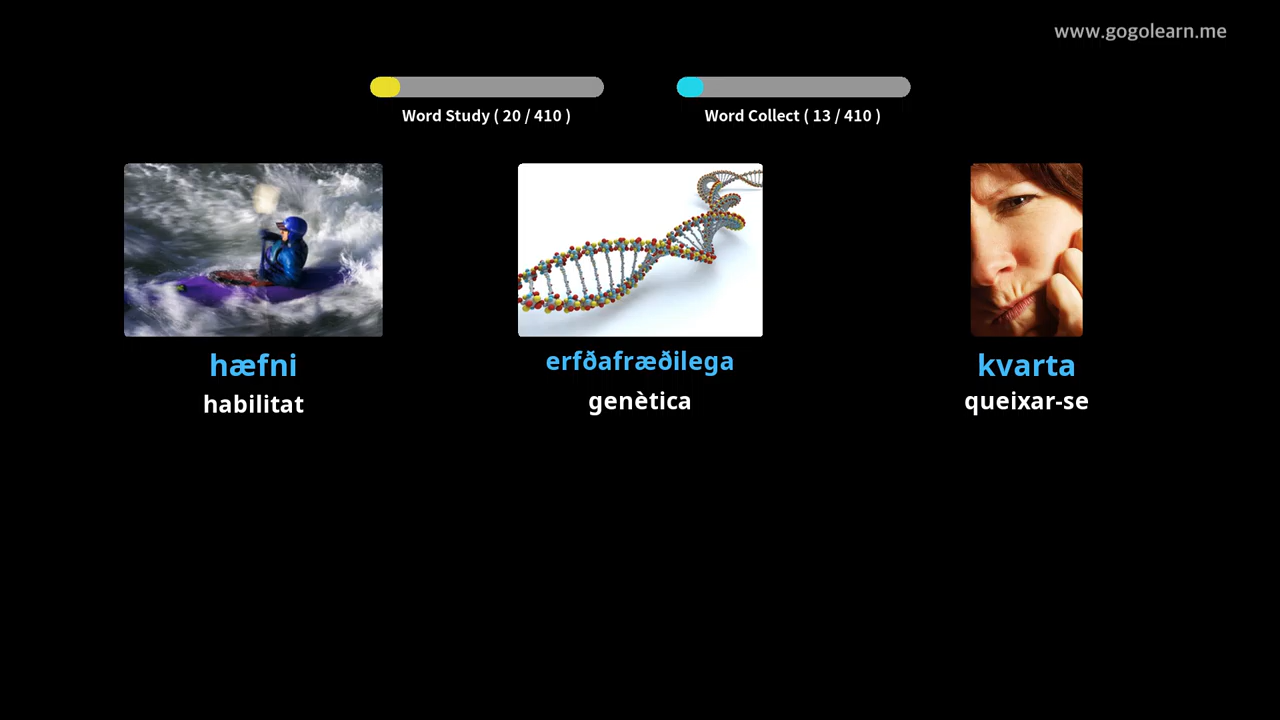 www.gogolearn.me
Word Study ( 20 / 410 )
Word Collect ( 13 / 410 )
hæfni
habilitat
erfðafræðilega
genètica
kvarta
queixar-se